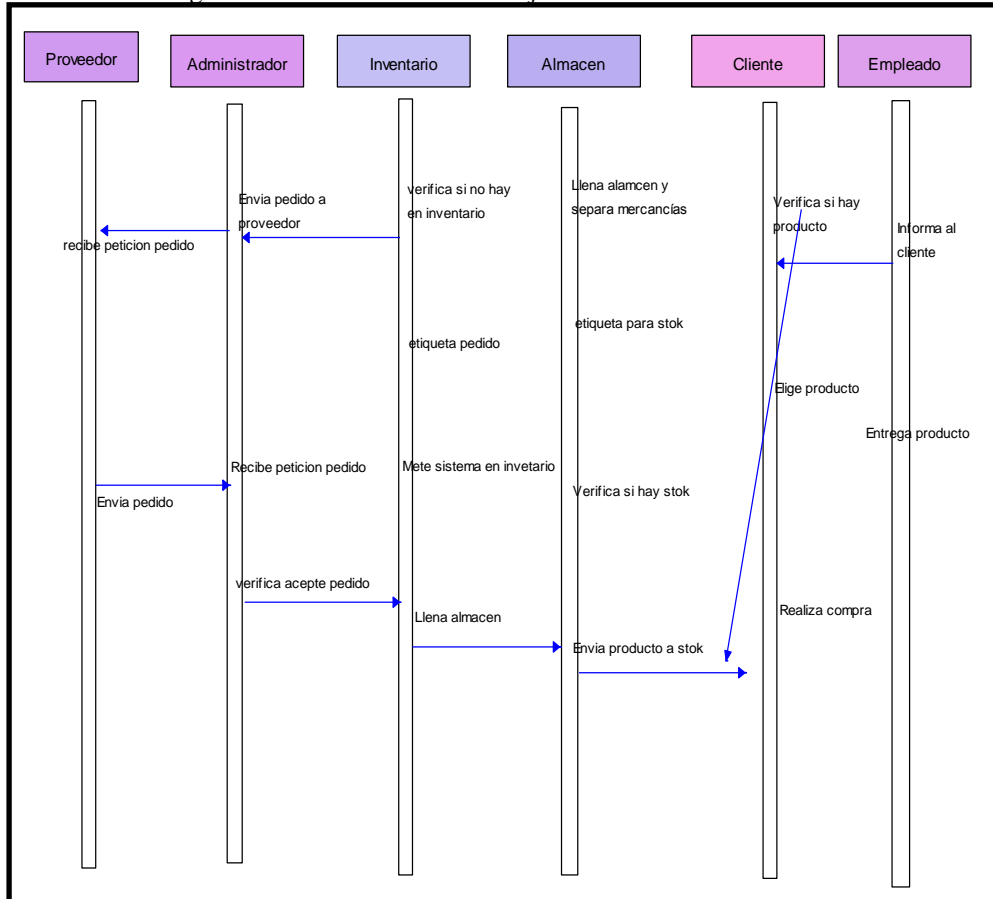 Proveedor
Administrador
Inventario
Almacen
Cliente
Empleado
Envia pedido a
proveedor
recibe peticion pedido
verifica si no hay
en inventario
Llena alamcen y
separa mercancías
Verifica si hay
producto
Informa al
cliente
etiqueta pedido
etiqueta para stok
Elige producto
Entrega producto
Recibe peticion pedido
Mete sistema en invetario
Envia pedido
Verifica si hay stok
verifica acepte pedido
Llena almacen
Realiza compra
Envia producto a stok